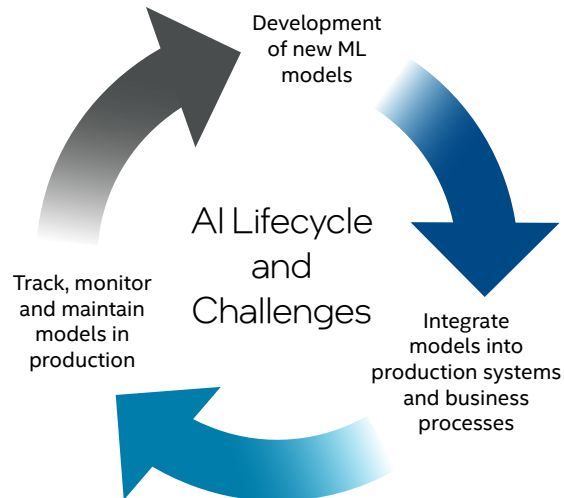 Development
of new ML
models
AI Lifecycle
and
Challenges
Track, monitor
and maintain
models in
production
Integrate
models into
production systems
and business
processes